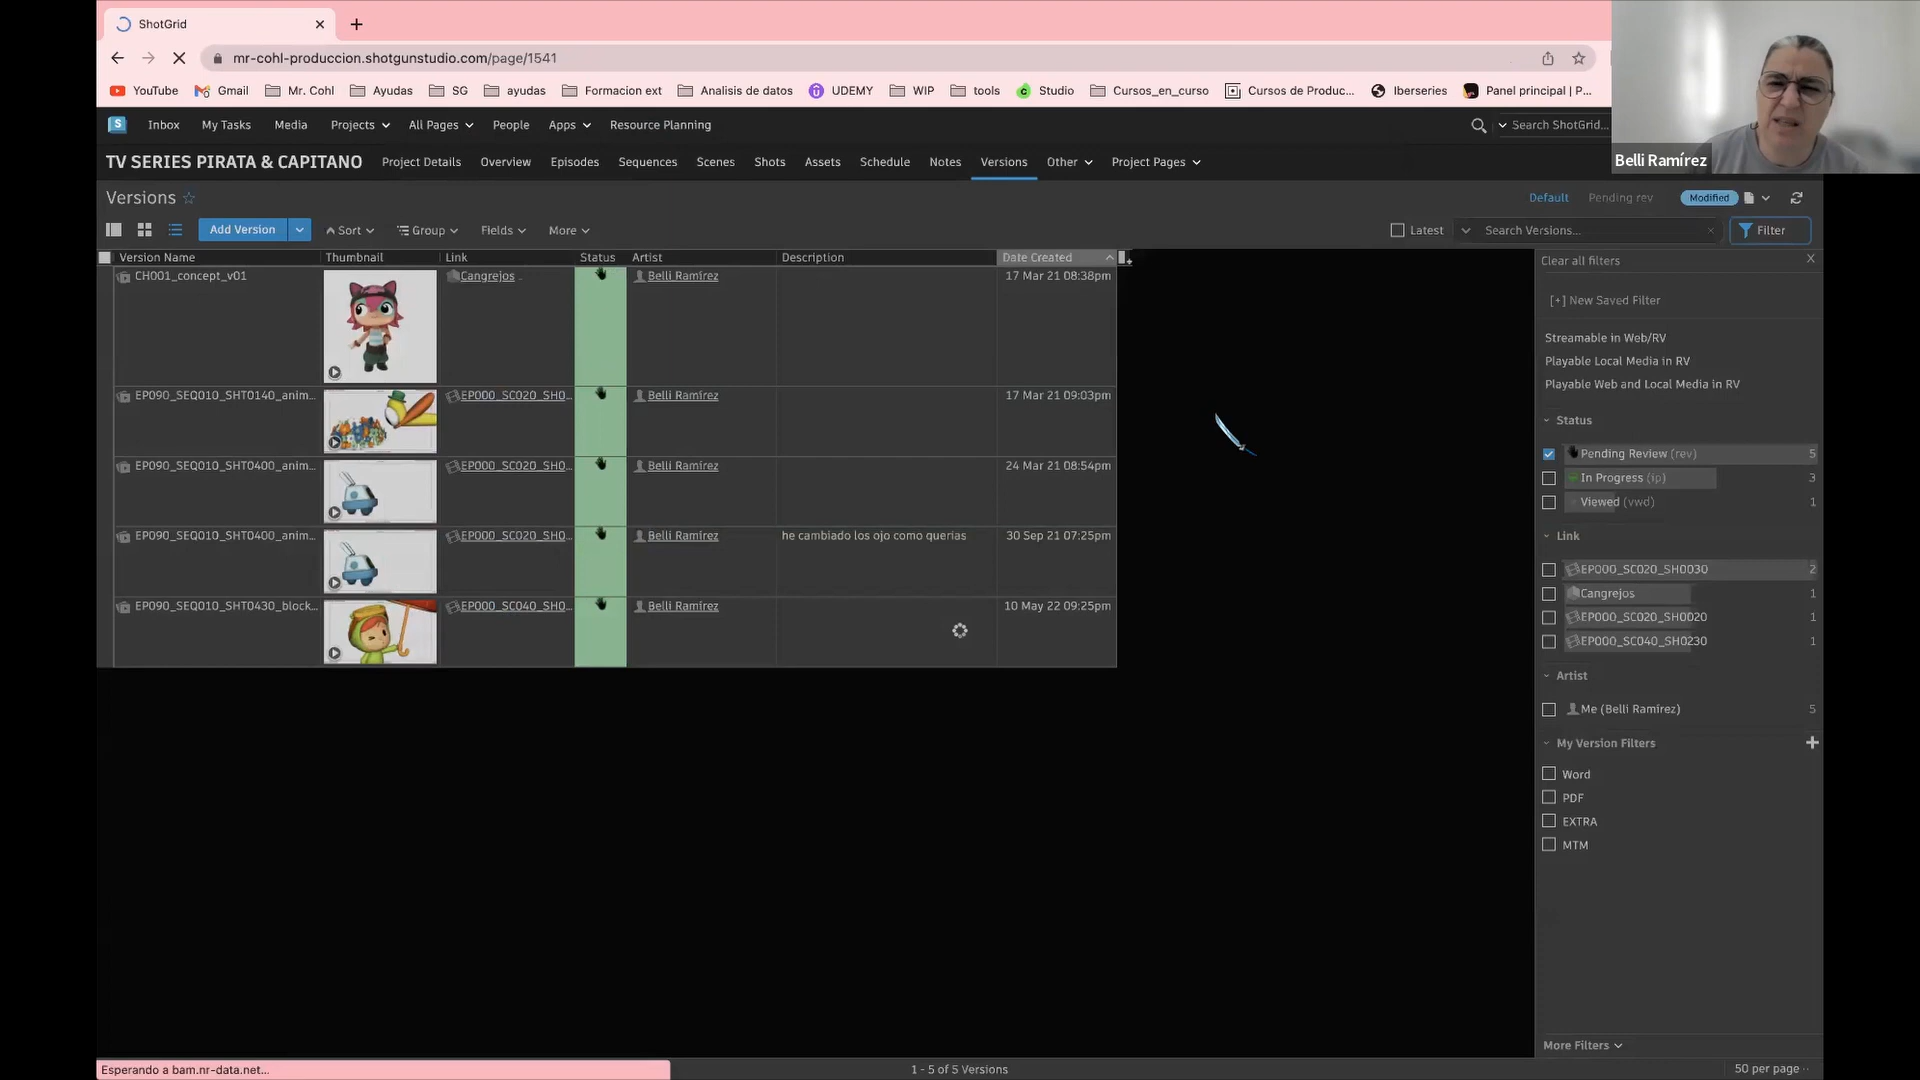 ShotGrid
mr-cohl-produccion.shotgunstudio.com/page/1541
YouTube Gmail Mr. Cohl Ayudas SG ayudas Formacion ext Analisis de datos UDEMY WIP tools Studio Cursos_en_curso Cursos de Produc... Iberseries Panel principal | P...
Inbox My Tasks Media Projects All Pages People Apps Resource Planning Search ShotGrid...
Belli Ramírez
TV SERIES PIRATA & CAPITANO Project Details Overview Episodes Sequences Scenes Shots Assets Schedule Notes Versions Other Project Pages
Versions Default Pending rev Modified
Add Version Sort Group Fields More Latest Search Versions... Filter
Version Name Thumbnail Link Status Artist Description Date Created
CH001_concept_v01 Cangrejos Belli Ramírez 17 Mar 21 08:38pm
EP090_SEQ010_SHT0140_anim... EP000_SC020_SH0... Belli Ramírez 17 Mar 21 09:03pm
EP090_SEQ010_SHT0400_anim... EP000_SC020_SH0... Belli Ramírez 24 Mar 21 08:54pm
EP090_SEQ010_SHT0400_anim... EP000_SC020_SH0... Belli Ramírez he cambiado los ojo como querias 30 Sep 21 07:25pm
EP090_SEQ010_SHT0430_block... EP000_SC040_SH0... Belli Ramírez 10 May 22 09:25pm
Clear all filters X
[+] New Saved Filter
Streamable in Web/RV
Playable Local Media in RV
Playable Web and Local Media in RV
Status
Pending Review (rev) 5
In Progress (ip) 3
Viewed (vwd) 1
Link
EP000_SC020_SH0030 2
Cangrejos 1
EP000_SC020_SH0020 1
EP000_SC040_SH0230 1
Artist
Me (Belli Ramírez) 5
My Version Filters
Word
PDF
EXTRA
MTM
More Filters
Esperando a bam.nr-data.net... 1 - 5 of 5 Versions 50 per page